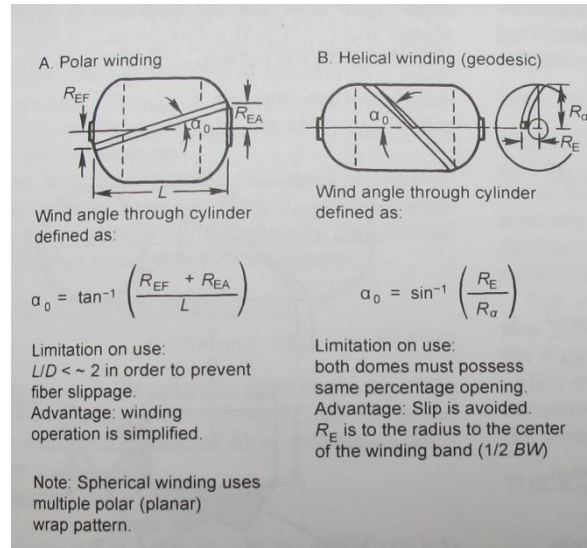 A. Polar winding
R_EF
α_0
R_EA
L
Wind angle through cylinder
defined as:
α_0 = tan⁻¹ ( (R_EF + R_EA) / L )
Limitation on use:
L/D < ~ 2 in order to prevent
fiber slippage.
Advantage: winding
operation is simplified.
Note: Spherical winding uses
multiple polar (planar)
wrap pattern.
B. Helical winding (geodesic)
α_0
R_α
R_E
Wind angle through cylinder
defined as:
α_0 = sin⁻¹ ( R_E / R_α )
Limitation on use:
both domes must possess
same percentage opening.
Advantage: Slip is avoided.
R_E is to the radius to the center
of the winding band (1/2 BW)